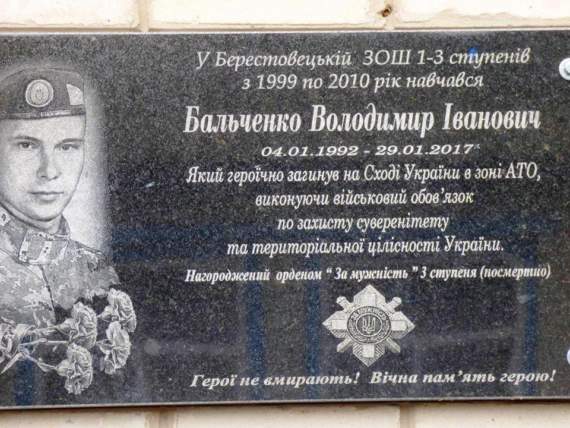 У Берестовецькій ЗОШ 1-3 ступенів
з 1999 по 2010 рік навчався
Бальченко Володимир Іванович
04.01.1992 - 29.01.2017
Який героїчно загинув на Сході України в зоні АТО,
виконуючи військовий обов'язок
по захисту суверенітету
та територіальної цілісності України.
Нагороджений орденом " За мужність " 3 ступеня (посмертно)
Герої не вмирають! Вічна пам'ять герою!